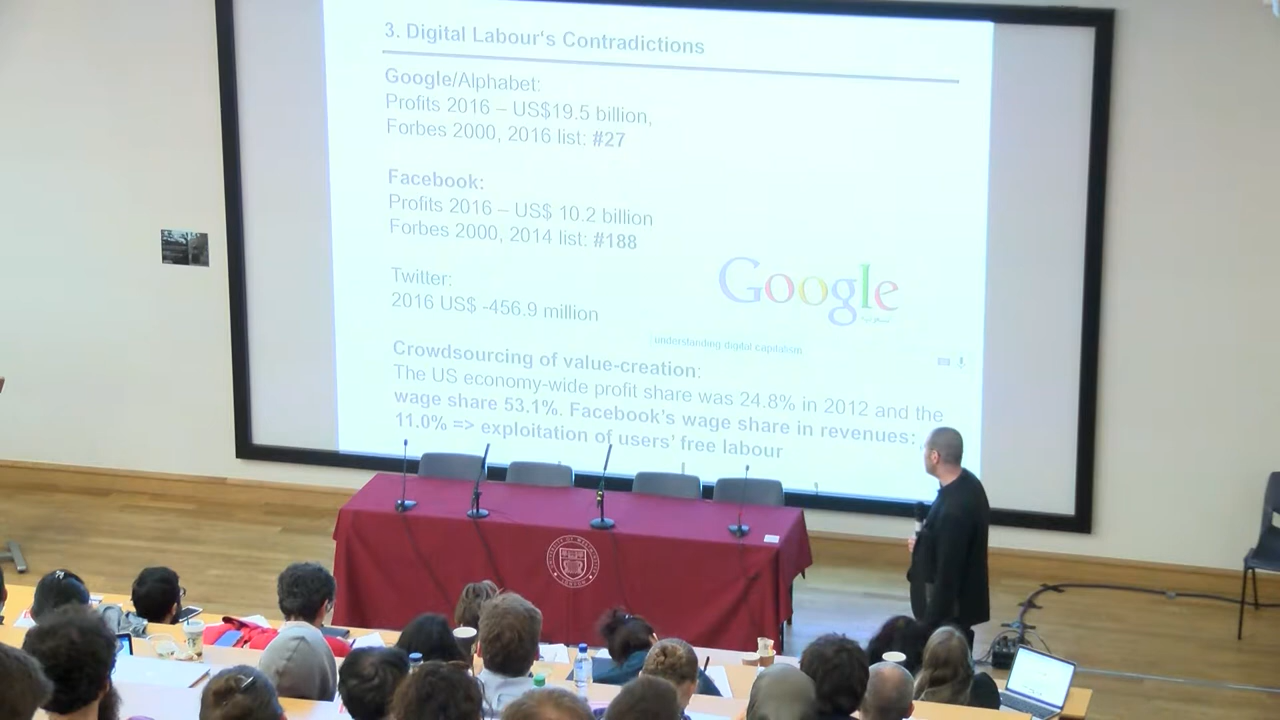 3. Digital Labour's Contradictions
Google/Alphabet:
Profits 2016 – US$19.5 billion,
Forbes 2000, 2016 list: #27
Facebook:
Profits 2016 – US$ 10.2 billion
Forbes 2000, 2014 list: #188
Twitter:
2016 US$ -456.9 million
Google
understanding digital capitalism
Crowdsourcing of value-creation:
The US economy-wide profit share was 24.8% in 2012 and the
wage share 53.1%. Facebook's wage share in revenues:
11.0% => exploitation of users' free labour